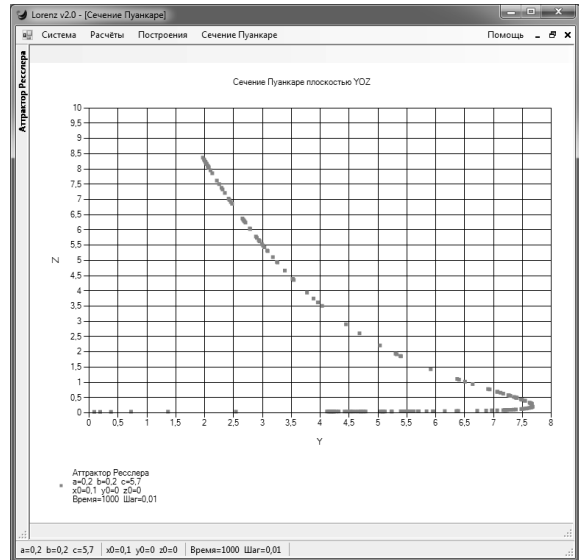 Lorenz v2.0 - [Сечение Пуанкаре]
Система Расчёты Построения Сечение Пуанкаре Помощь
Аттрактор Ресслера
Сечение Пуанкаре плоскостью YOZ
10
9,5
9
8,5
8
7,5
7
6,5
6
5,5
5
4,5
4
3,5
3
2,5
2
1,5
1
0,5
0
Z
0 0,5 1 1,5 2 2,5 3 3,5 4 4,5 5 5,5 6 6,5 7 7,5 8
Y
Аттрактор Ресслера
a=0,2 b=0,2 c=5,7
x0=0,1 y0=0 z0=0
Время=1000 Шаг=0,01
a=0,2 b=0,2 c=5,7 x0=0,1 y0=0 z0=0 Время=1000 Шаг=0,01